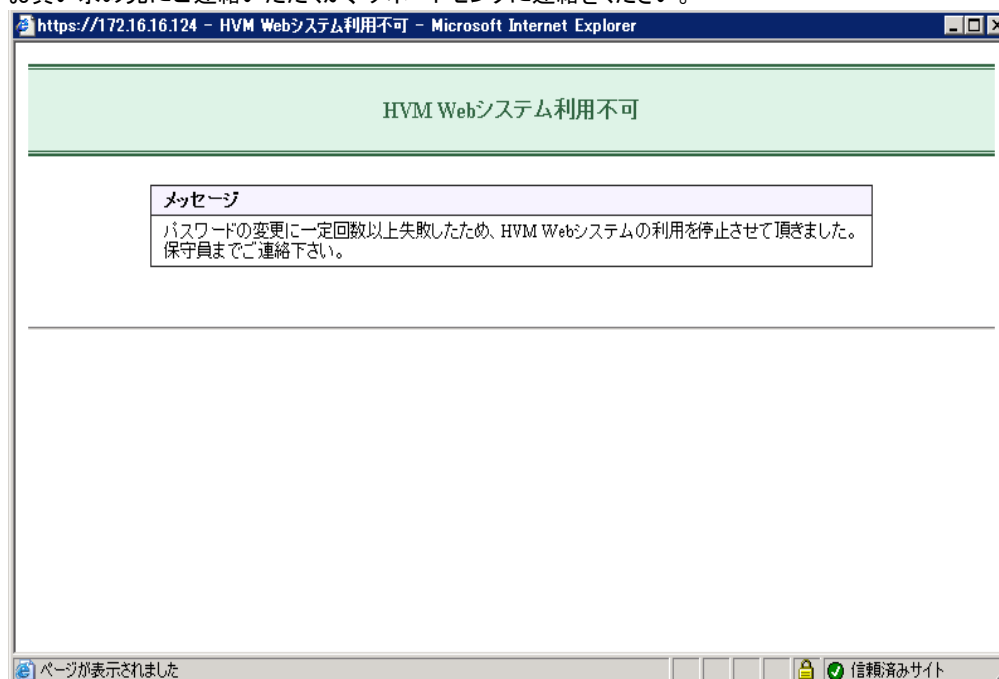 https://172.16.16.124 - HVM Webシステム利用不可 - Microsoft Internet Explorer
HVM Webシステム利用不可
メッセージ
パスワードの変更に一定回数以上失敗したため、HVM Webシステムの利用を停止させて頂きました。
保守員までご連絡下さい。
ページが表示されました
信頼済みサイト